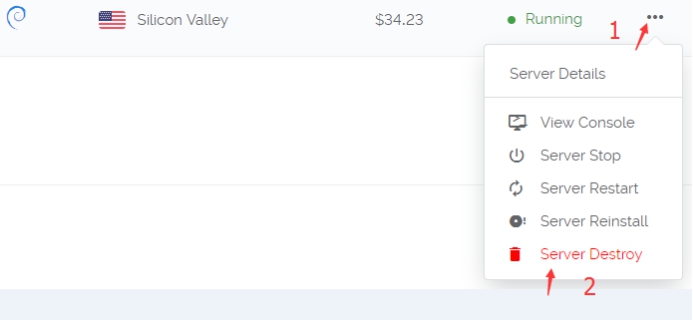 Silicon Valley $34.23 Running
1
Server Details
View Console
Server Stop
Server Restart
Server Reinstall
Server Destroy
2